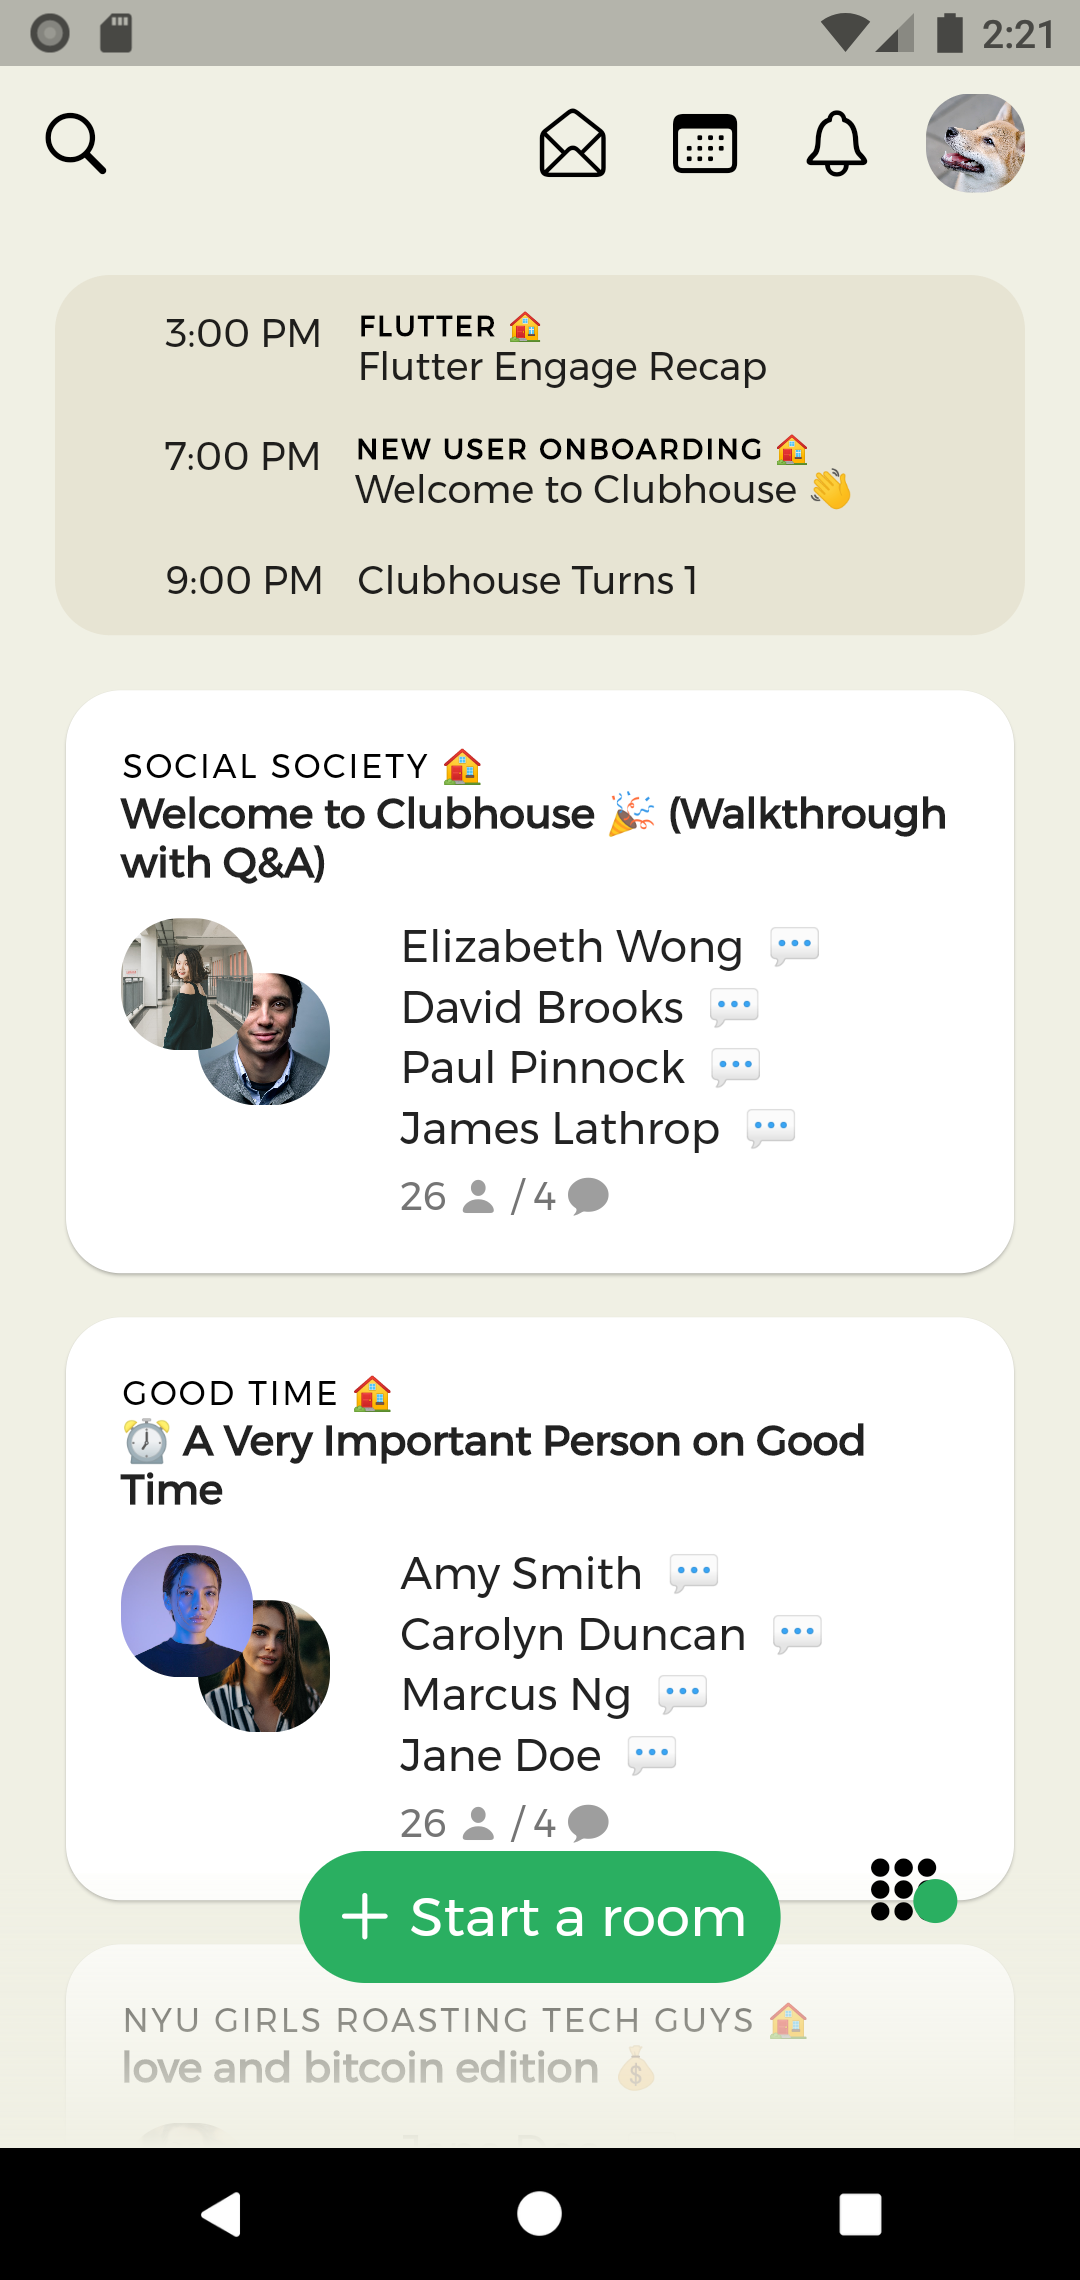 2:21
3:00 PM FLUTTER 🏠
Flutter Engage Recap
7:00 PM NEW USER ONBOARDING 🏠
Welcome to Clubhouse 👋
9:00 PM Clubhouse Turns 1
SOCIAL SOCIETY 🏠
Welcome to Clubhouse 🎉 (Walkthrough
with Q&A)
Elizabeth Wong 💬
David Brooks 💬
Paul Pinnock 💬
James Lathrop 💬
26 / 4
GOOD TIME 🏠
⏰ A Very Important Person on Good
Time
Amy Smith 💬
Carolyn Duncan 💬
Marcus Ng 💬
Jane Doe 💬
26 / 4
+ Start a room
NYU GIRLS ROASTING TECH GUYS 🏠
love and bitcoin edition 💰